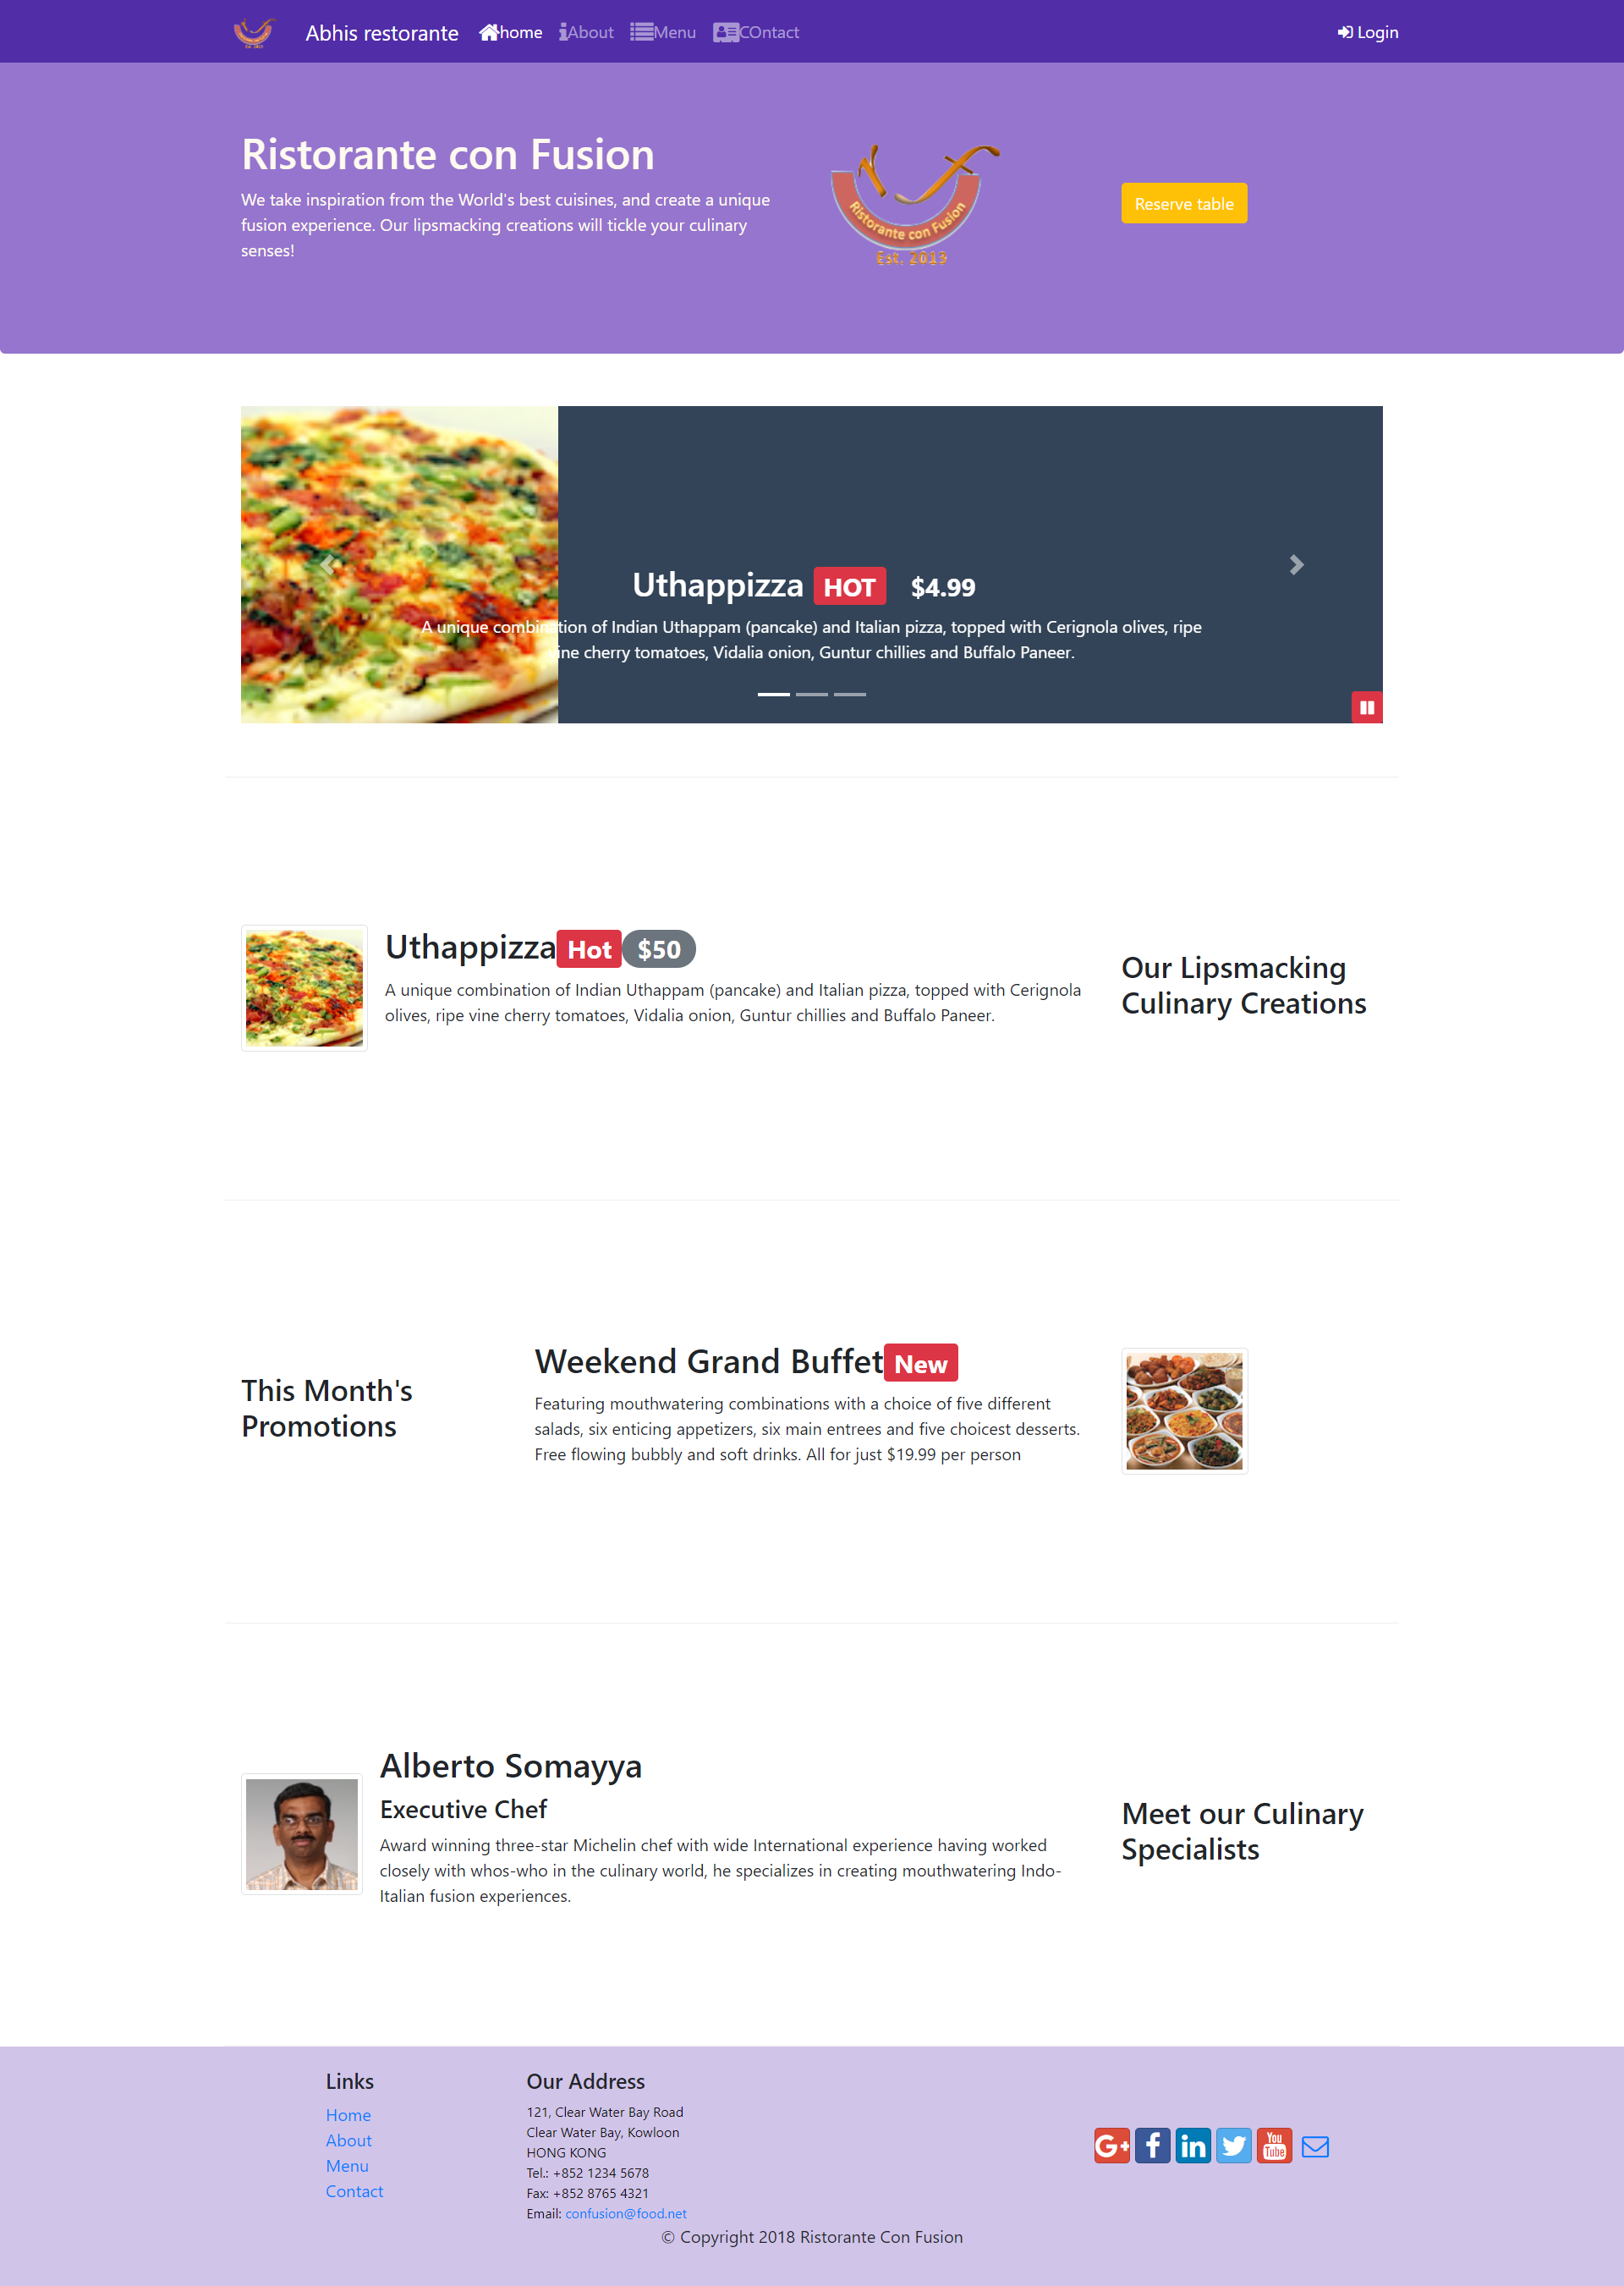 Abhis restorante home About Menu COntact Login
Ristorante con Fusion
We take inspiration from the World's best cuisines, and create a unique
fusion experience. Our lipsmacking creations will tickle your culinary
senses!
Ristorante con Fusion
Est. 2013
Reserve table
Uthappizza HOT $4.99
A unique combination of Indian Uthappam (pancake) and Italian pizza, topped with Cerignola olives, ripe
vine cherry tomatoes, Vidalia onion, Guntur chillies and Buffalo Paneer.
Uthappizza Hot $50
A unique combination of Indian Uthappam (pancake) and Italian pizza, topped with Cerignola
olives, ripe vine cherry tomatoes, Vidalia onion, Guntur chillies and Buffalo Paneer.
Our Lipsmacking
Culinary Creations
This Month's
Promotions
Weekend Grand Buffet New
Featuring mouthwatering combinations with a choice of five different
salads, six enticing appetizers, six main entrees and five choicest desserts.
Free flowing bubbly and soft drinks. All for just $19.99 per person
Alberto Somayya
Executive Chef
Award winning three-star Michelin chef with wide International experience having worked
closely with whos-who in the culinary world, he specializes in creating mouthwatering Indo-
Italian fusion experiences.
Meet our Culinary
Specialists
Links
Home
About
Menu
Contact
Our Address
121, Clear Water Bay Road
Clear Water Bay, Kowloon
HONG KONG
Tel.: +852 1234 5678
Fax: +852 8765 4321
Email: confusion@food.net
G+ f in You Tube
© Copyright 2018 Ristorante Con Fusion